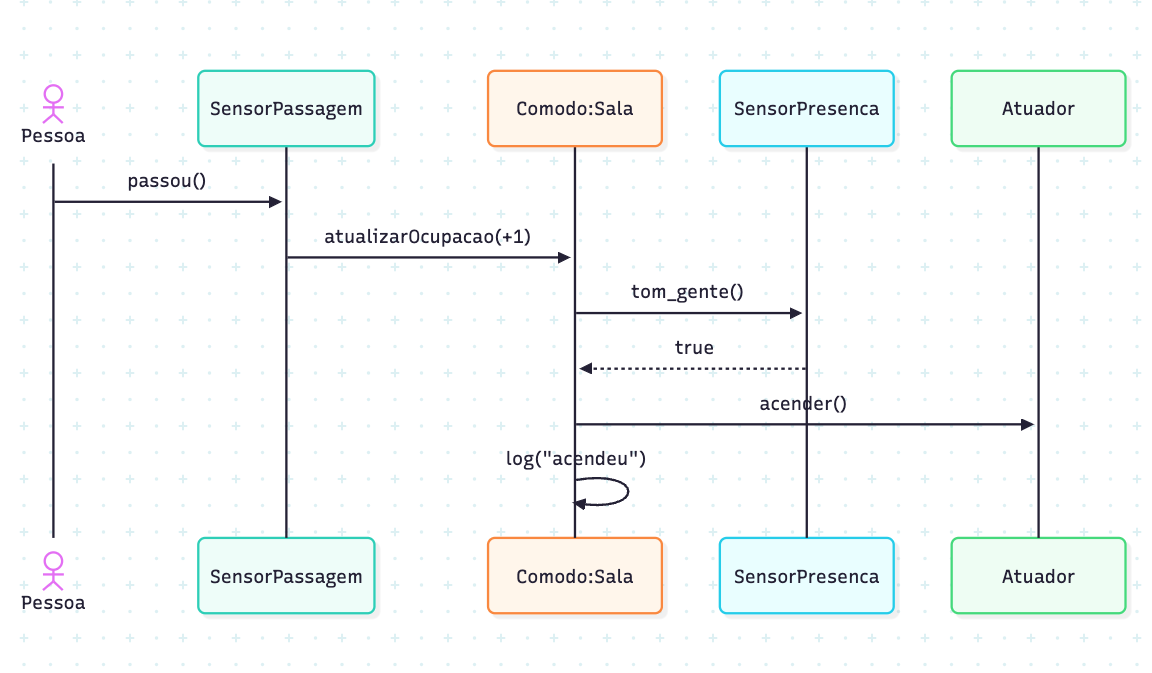 Pessoa
SensorPassagem
Comodo:Sala
SensorPresenca
Atuador
passou()
atualizarOcupacao(+1)
tom_gente()
true
acender()
log("acendeu")
Pessoa
SensorPassagem
Comodo:Sala
SensorPresenca
Atuador